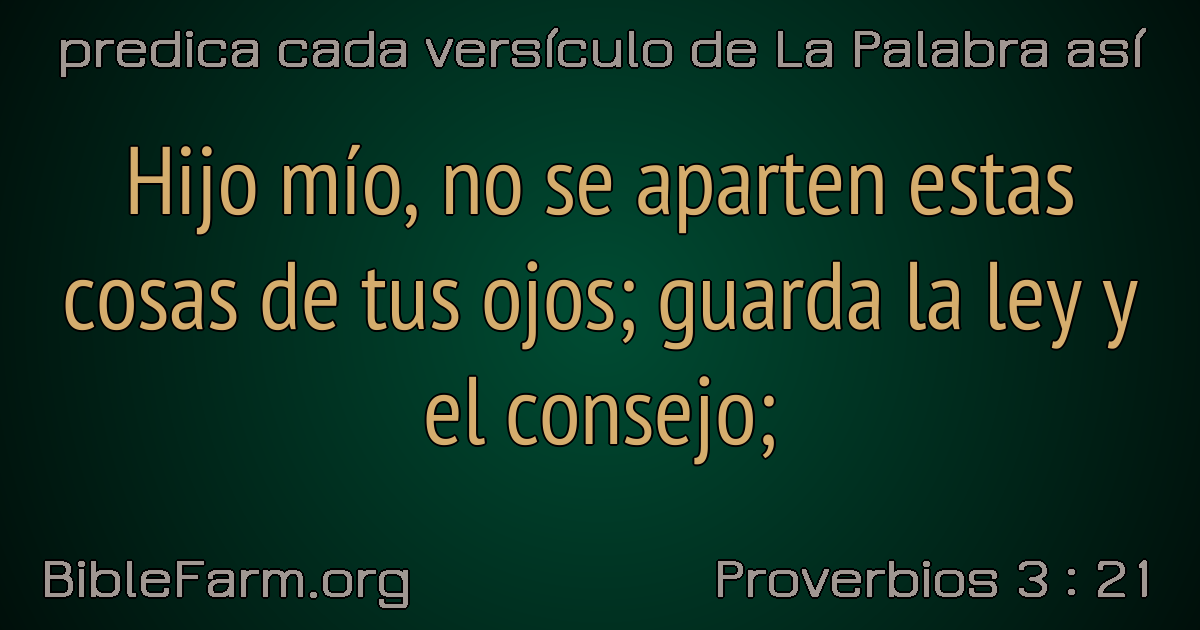 predica cada versículo de La Palabra así
Hijo mío, no se aparten estas
cosas de tus ojos; guarda la ley y
el consejo;
BibleFarm.org
Proverbios 3 : 21